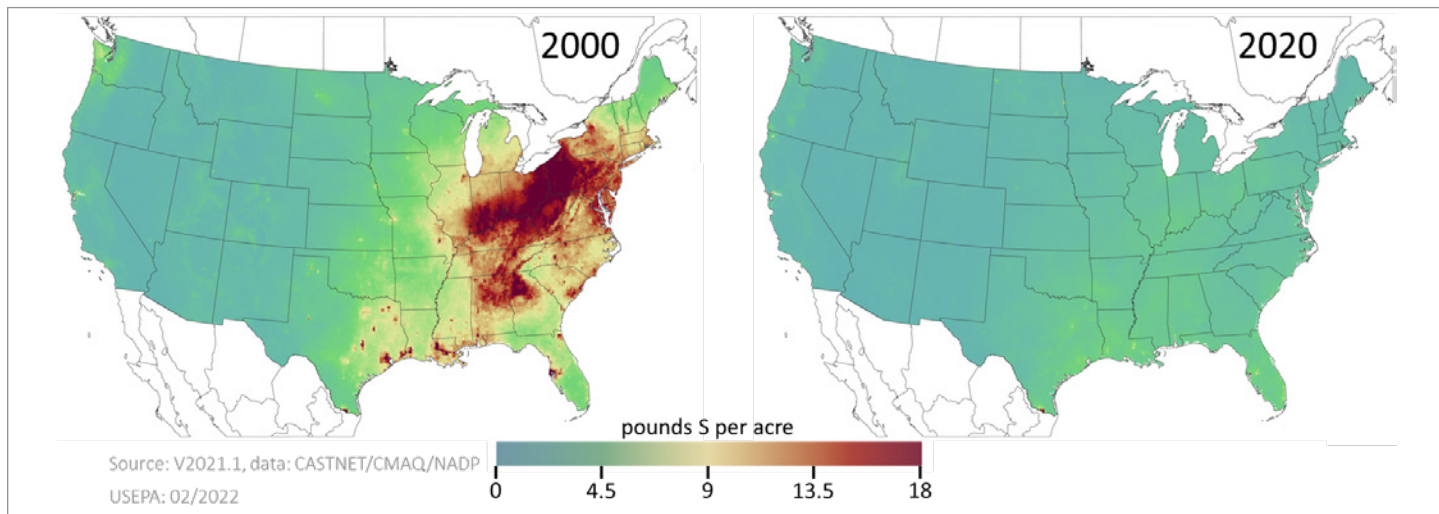 2000
2020
pounds S per acre
Source: V2021.1, data: CASTNET/CMAQ/NADP
USEPA: 02/2022
0 4.5 9 13.5 18